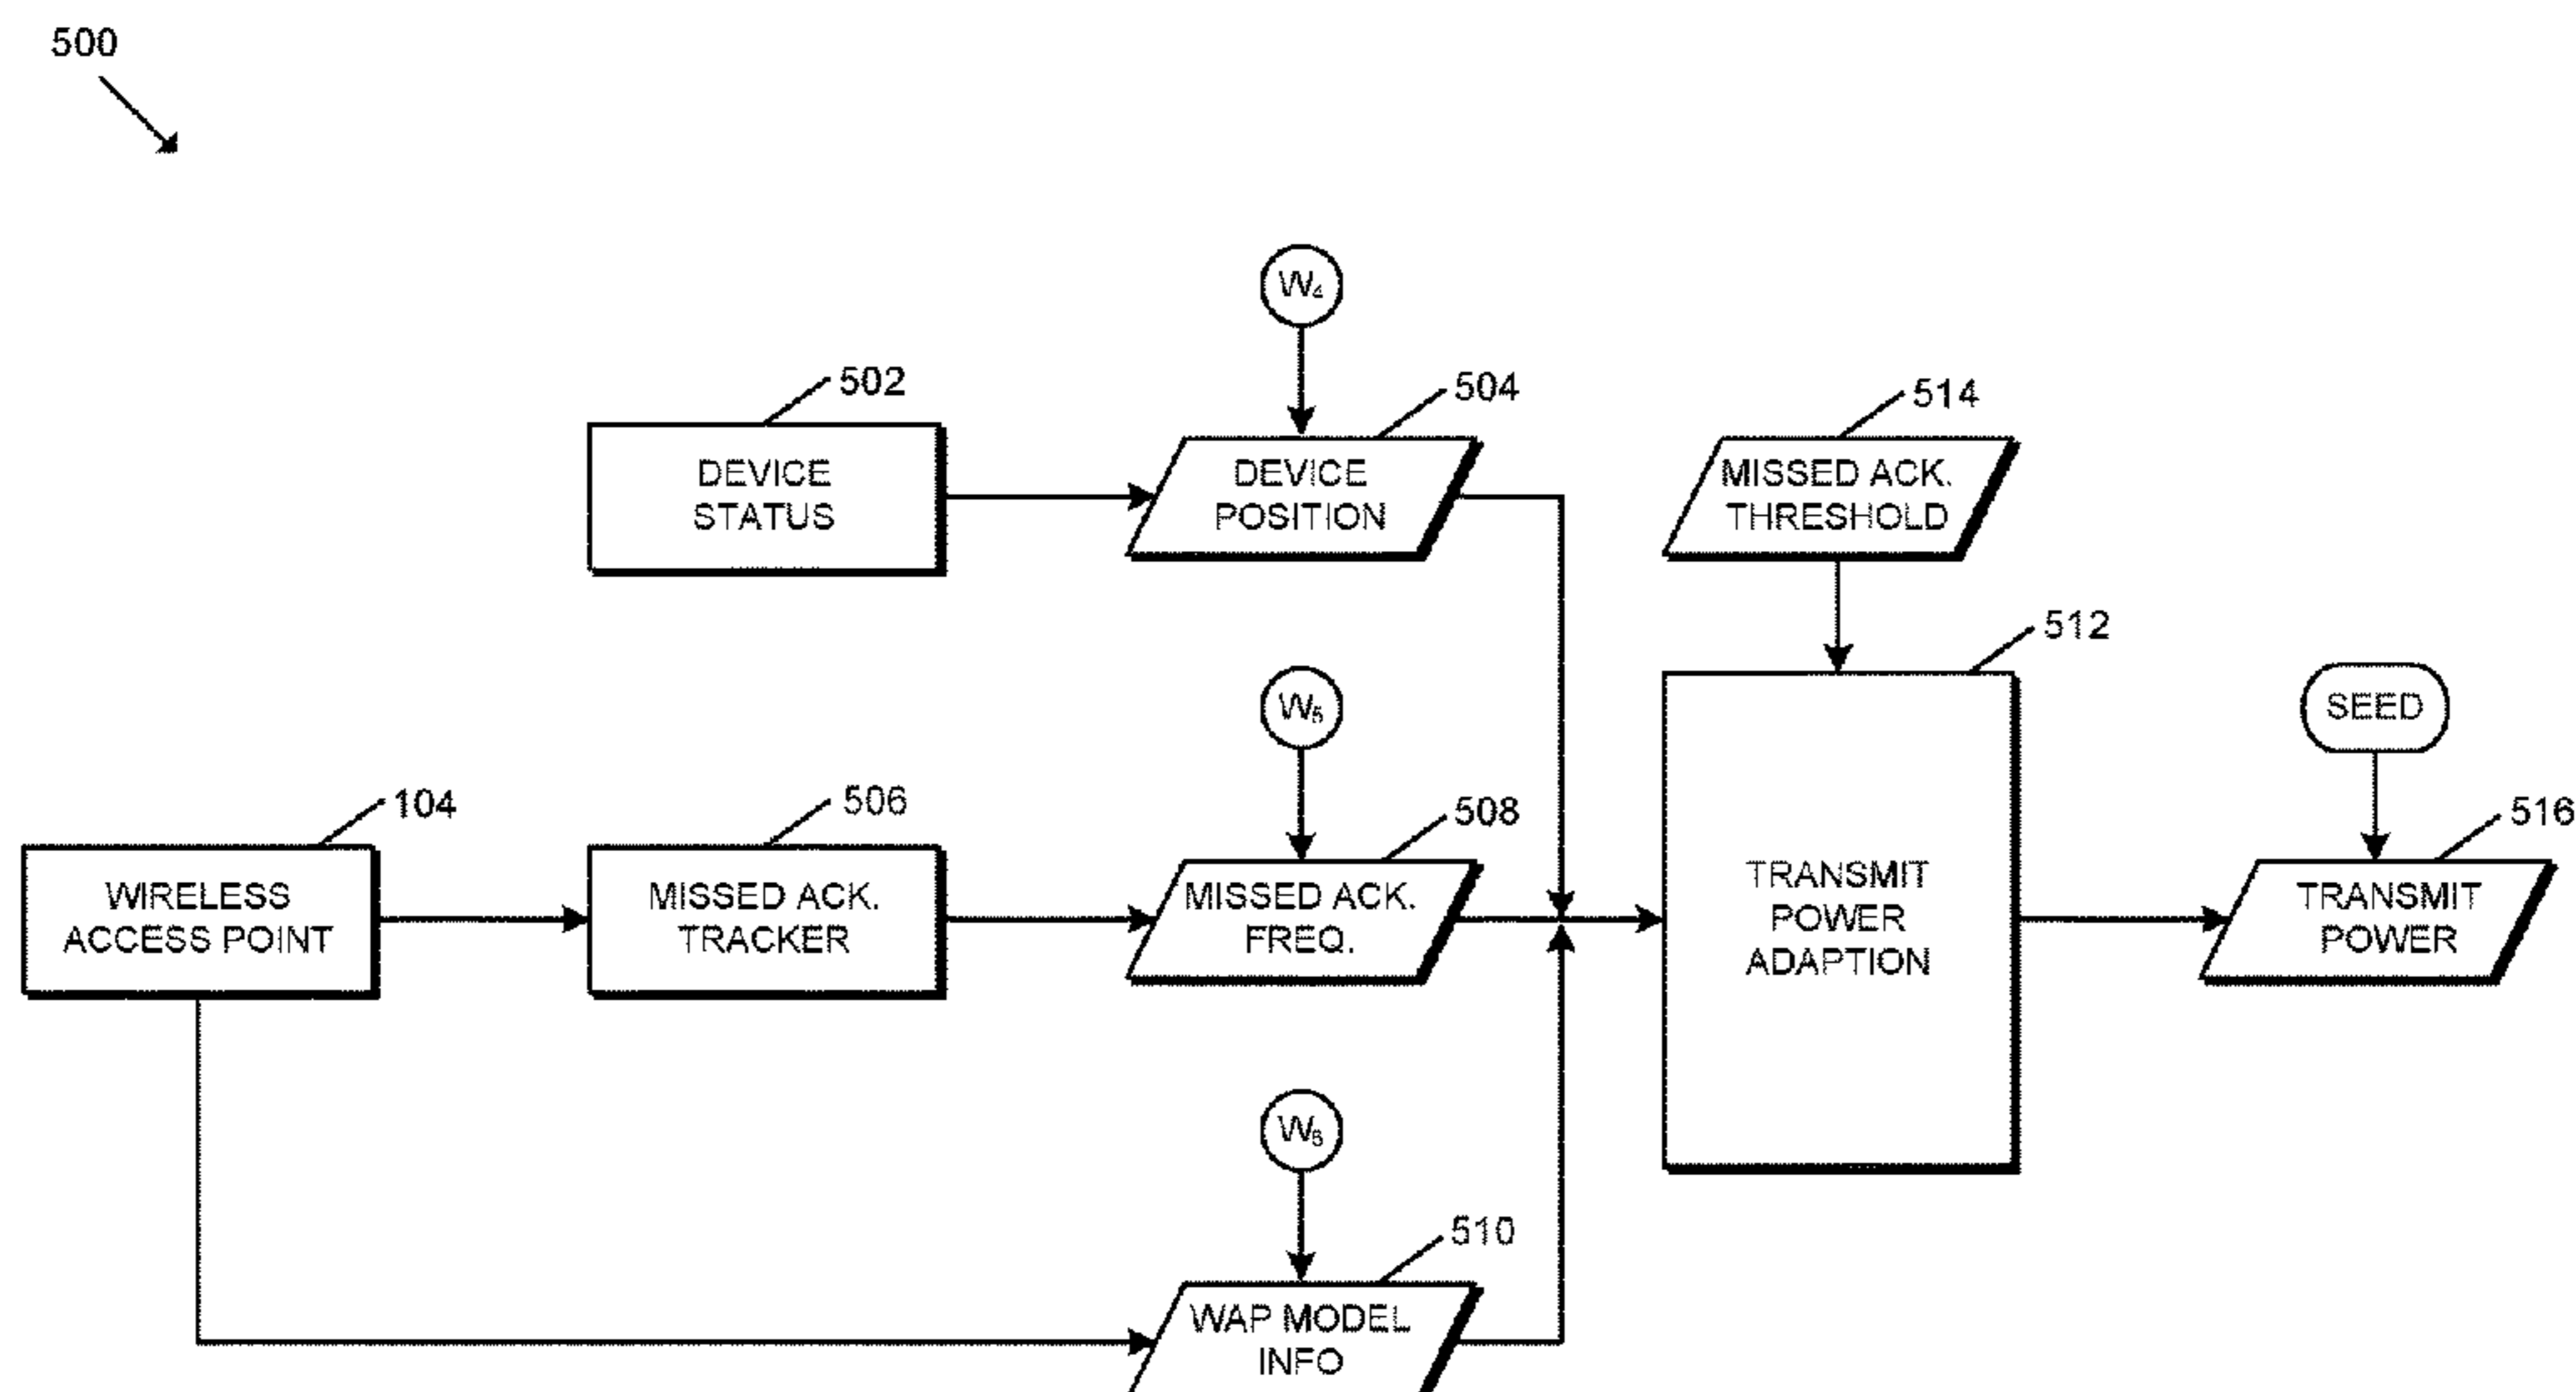 500
W₄
502
504
514
DEVICE
STATUS
DEVICE
POSITION
MISSED ACK.
THRESHOLD
512
W₅
SEED
104
506
508
516
WIRELESS
ACCESS POINT
MISSED ACK.
TRACKER
MISSED ACK.
FREQ.
TRANSMIT
POWER
ADAPTION
TRANSMIT
POWER
W₆
510
WAP MODEL
INFO